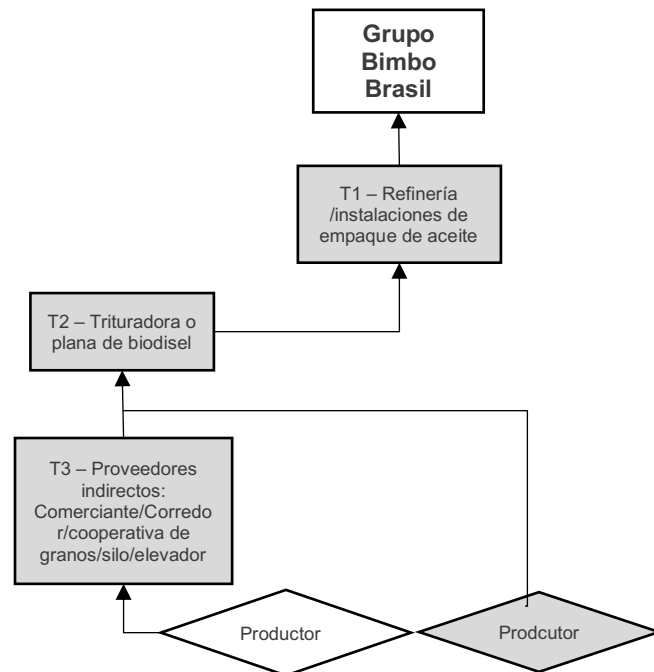 Grupo
Bimbo
Brasil
T1 – Refinería
/instalaciones de
empaque de aceite
T2 – Trituradora o
plana de biodisel
T3 – Proveedores
indirectos:
Comerciante/Corredo
r/cooperativa de
granos/silo/elevador
Productor
Prodcutor